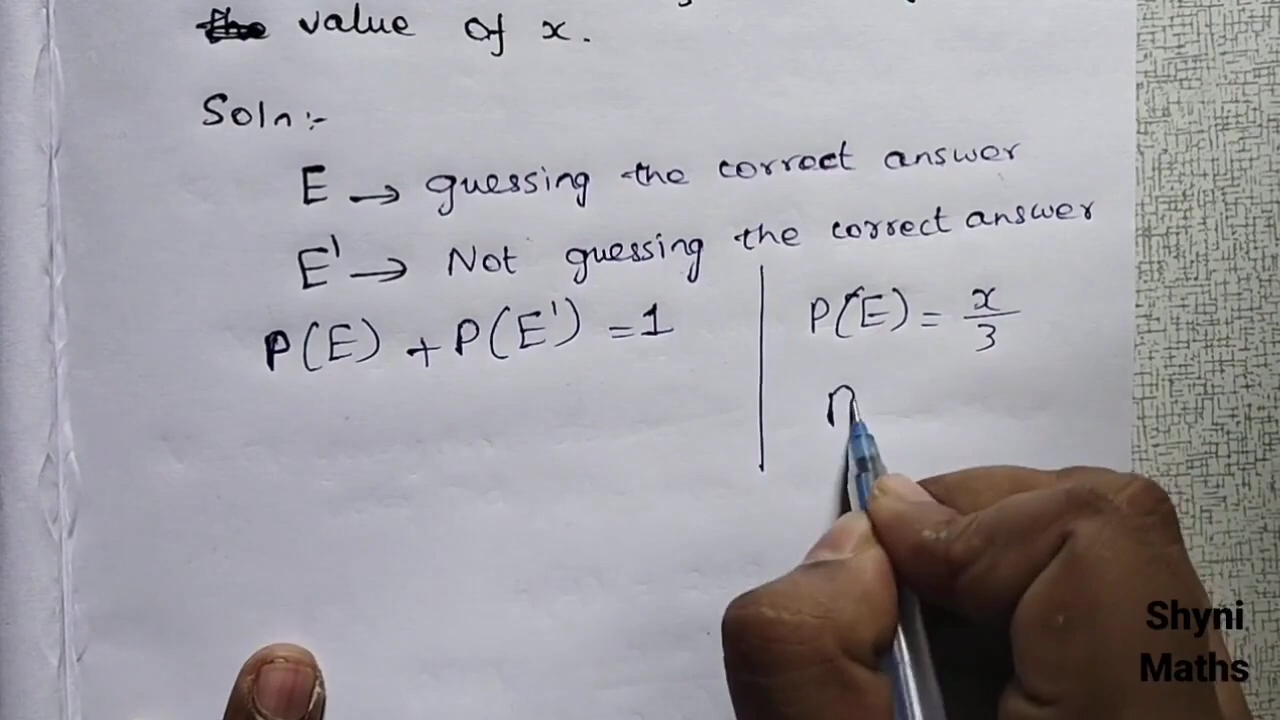 value of x.
Soln:-
E → guessing the correct answer
E' → Not guessing the correct answer
P(E) + P(E') = 1
P(E) = x/3
Shyni
Maths